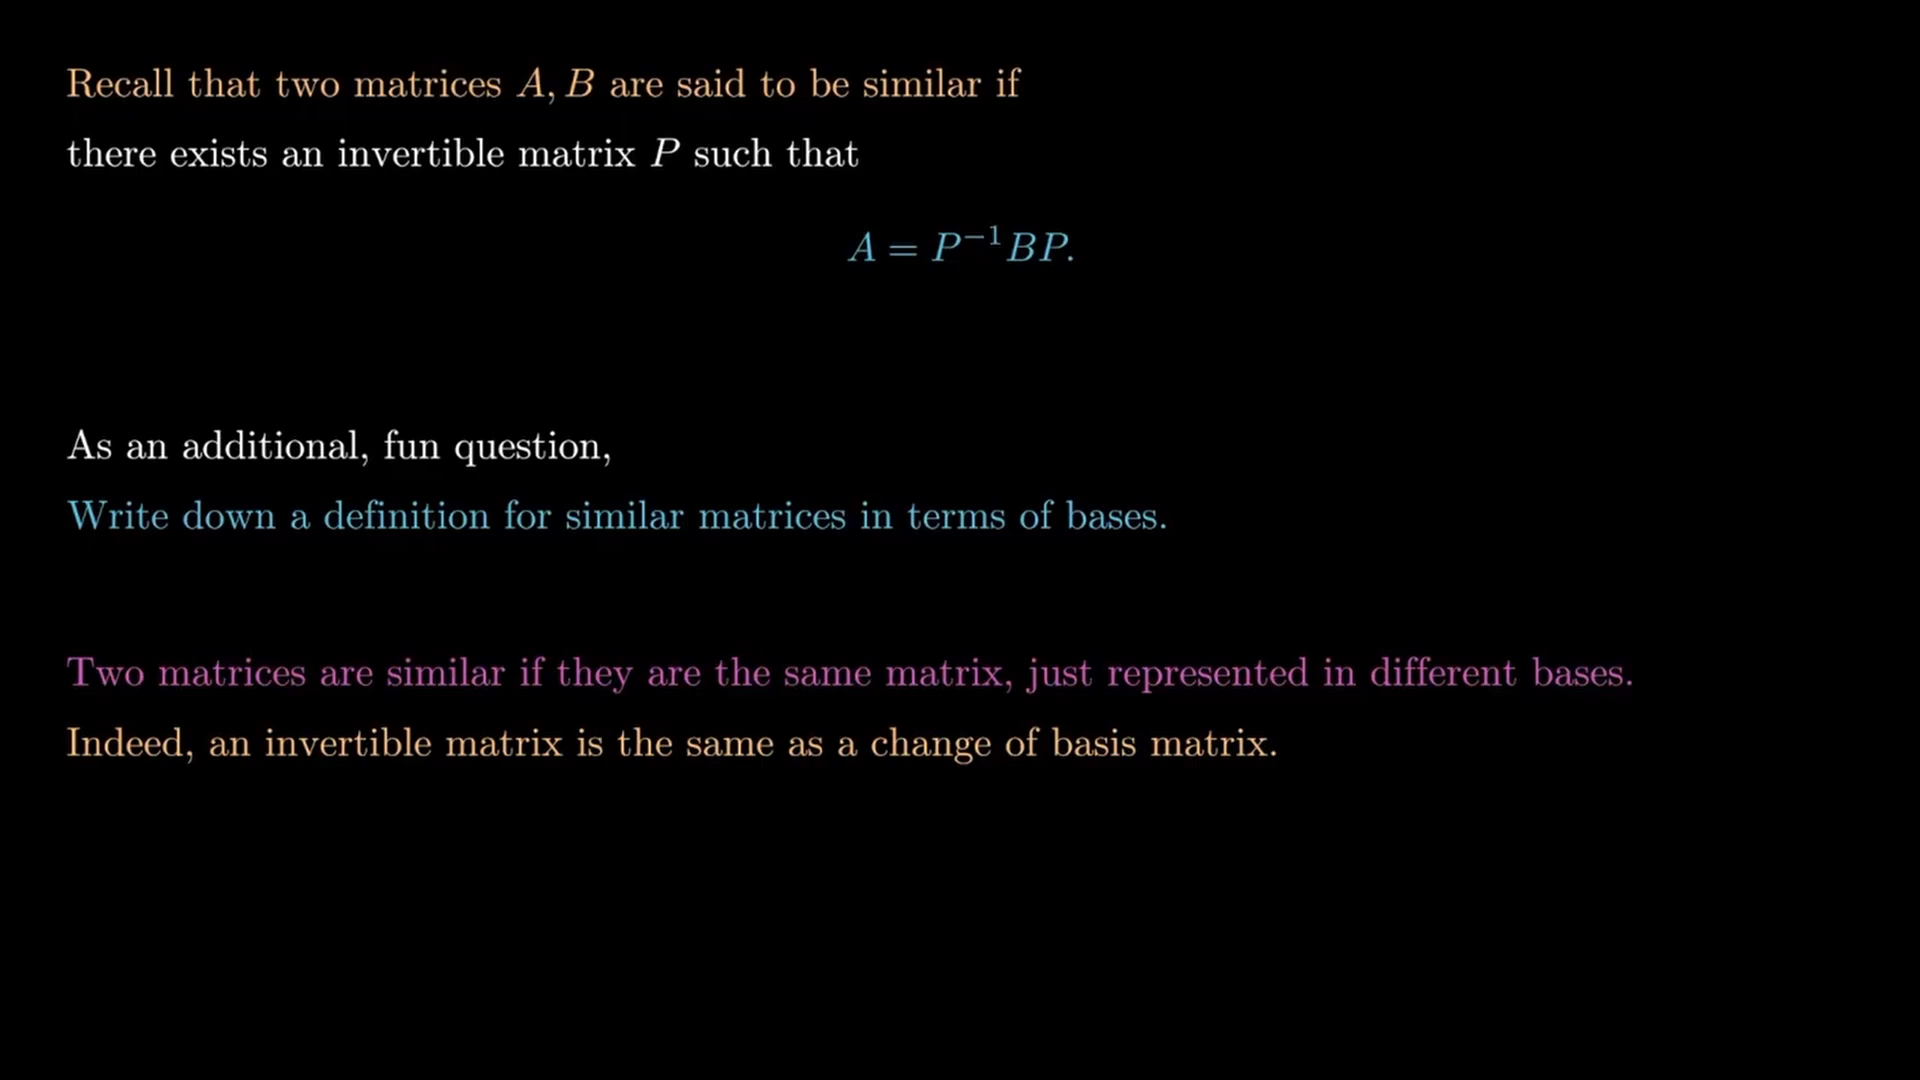 Recall that two matrices A, B are said to be similar if
there exists an invertible matrix P such that
A = P⁻¹BP.
As an additional, fun question,
Write down a definition for similar matrices in terms of bases.
Two matrices are similar if they are the same matrix, just represented in different bases.
Indeed, an invertible matrix is the same as a change of basis matrix.